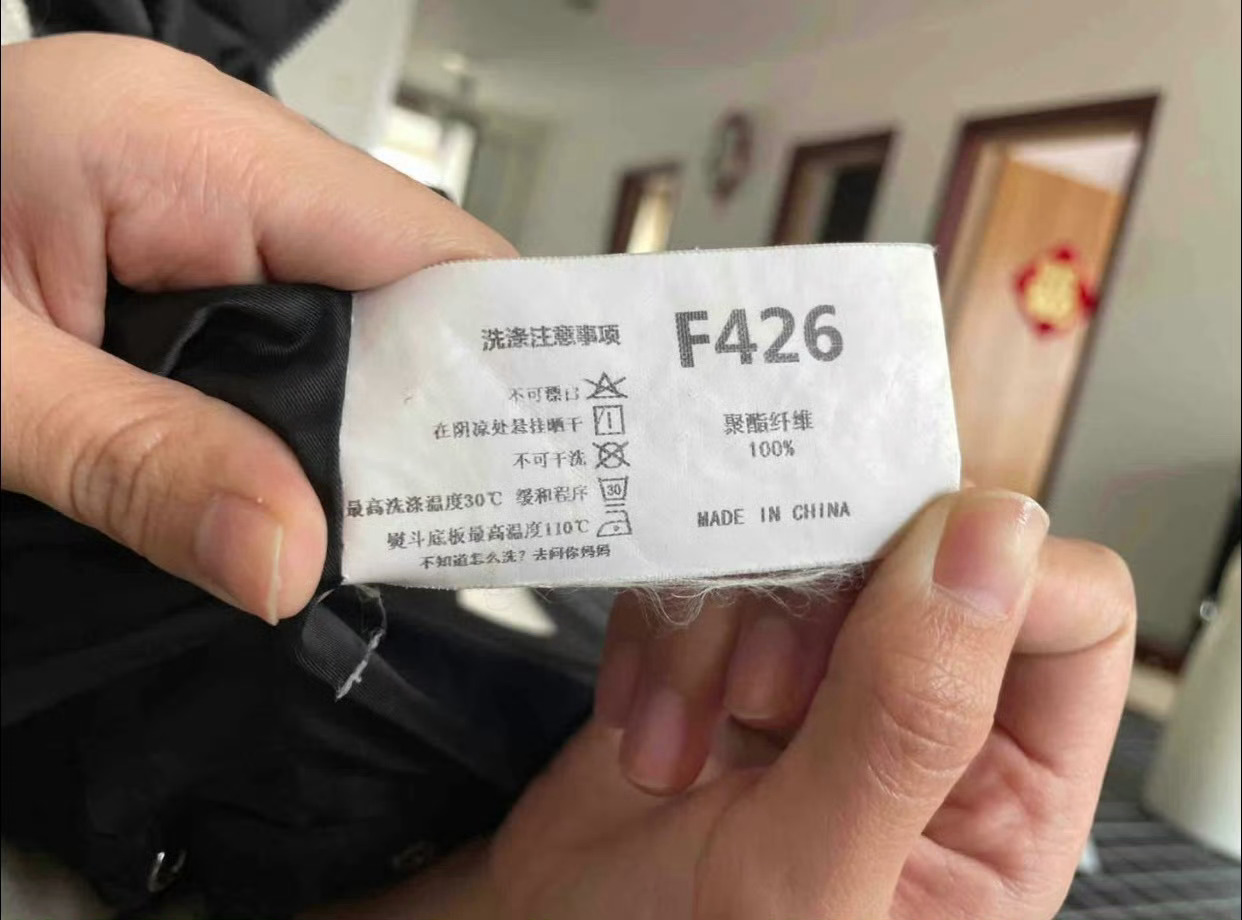 洗涤注意事项
不可漂白
在阴凉处悬挂晒干
不可干洗
最高洗涤温度30℃ 缓和程序
30
熨斗底板最高温度110℃
不知道怎么洗？去问你妈妈
F426
聚酯纤维
100%
MADE IN CHINA